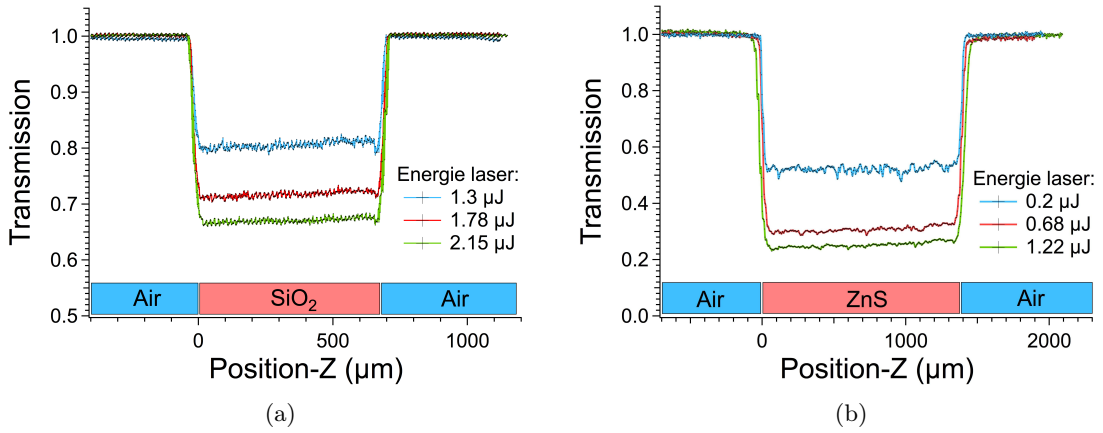 1.0
0.9
0.8
0.7
0.6
0.5
Transmission
Energie laser:
1.3 µJ
1.78 µJ
2.15 µJ
Air SiO2 Air
0 500 1000
Position-Z (µm)
(a)
1.0
0.8
0.6
0.4
0.2
0.0
Transmission
Energie laser:
0.2 µJ
0.68 µJ
1.22 µJ
Air ZnS Air
0 1000 2000
Position-Z (µm)
(b)